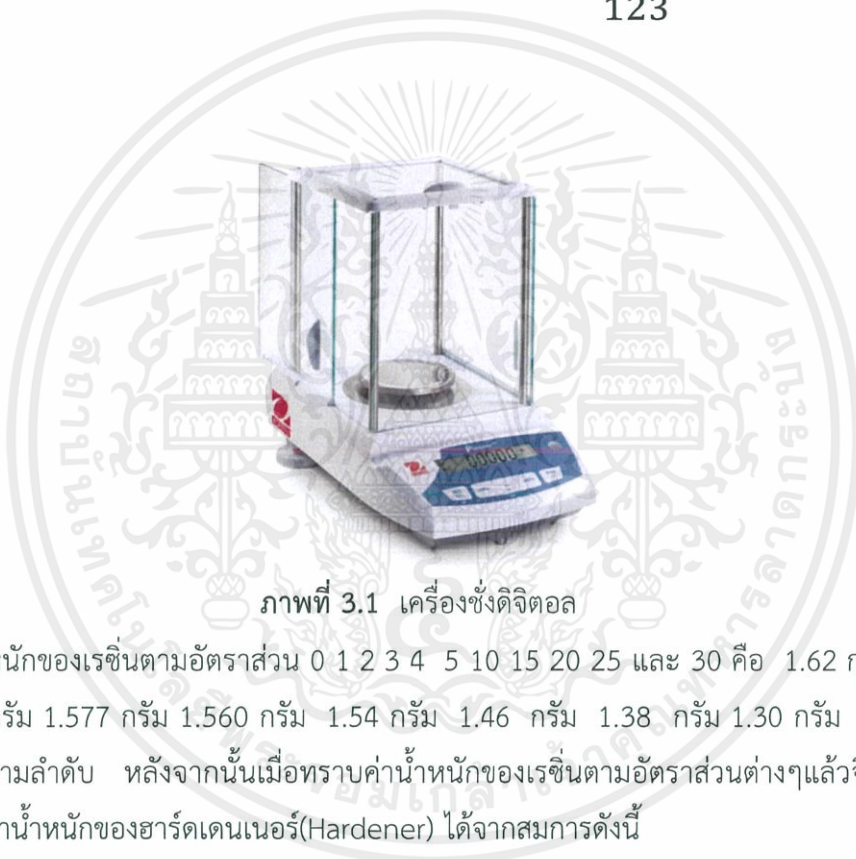 123
ภาพที่ 3.1 เครื่องชั่งดิจิตอล
นักของเรซิ่นตามอัตราส่วน 0 1 2 3 4 5 10 15 20 25 และ 30 คือ 1.62 ก
รัม 1.577 กรัม 1.560 กรัม 1.54 กรัม 1.46 กรัม 1.38 กรัม 1.30 กรัม
ามลำดับ หลังจากนั้นเมื่อทราบค่าน้ำหนักของเรซิ่นตามอัตราส่วนต่างๆแล้วจ
าน้ำหนักของฮาร์ดเดนเนอร์(Hardener) ได้จากสมการดังนี้